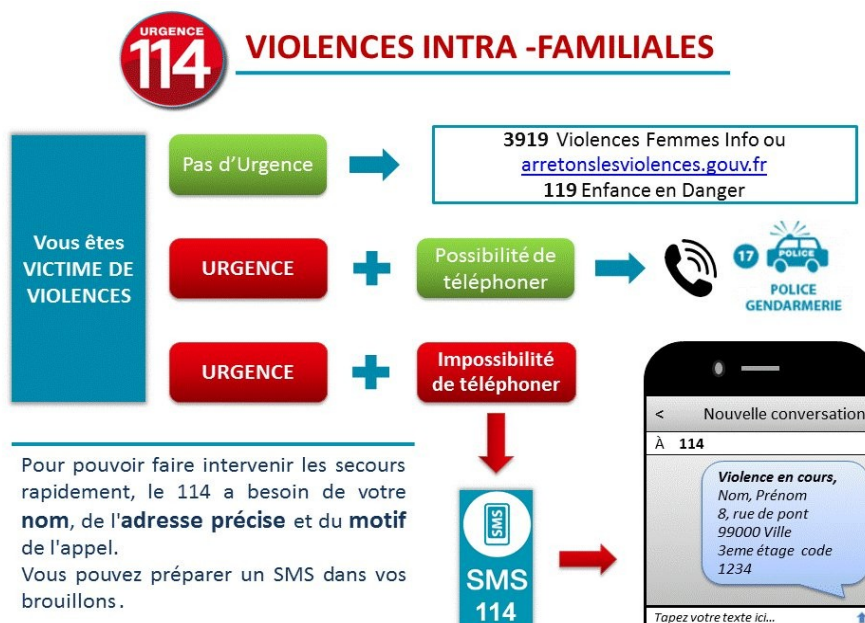 URGENCE
114
VIOLENCES INTRA -FAMILIALES
Vous êtes
VICTIME DE
VIOLENCES
Pas d’Urgence
3919 Violences Femmes Info ou
arretonslesviolences.gouv.fr
119 Enfance en Danger
URGENCE
Possibilité de
téléphoner
17
POLICE
POLICE
GENDARMERIE
URGENCE
Impossibilité
de téléphoner
Pour pouvoir faire intervenir les secours
rapidement, le 114 a besoin de votre
nom, de l'adresse précise et du motif
de l'appel.
Vous pouvez préparer un SMS dans vos
brouillons.
SMS
SMS
114
< Nouvelle conversation
À 114
Violence en cours,
Nom, Prénom
8, rue de pont
99000 Ville
3eme étage code
1234
Tapez votre texte ici...